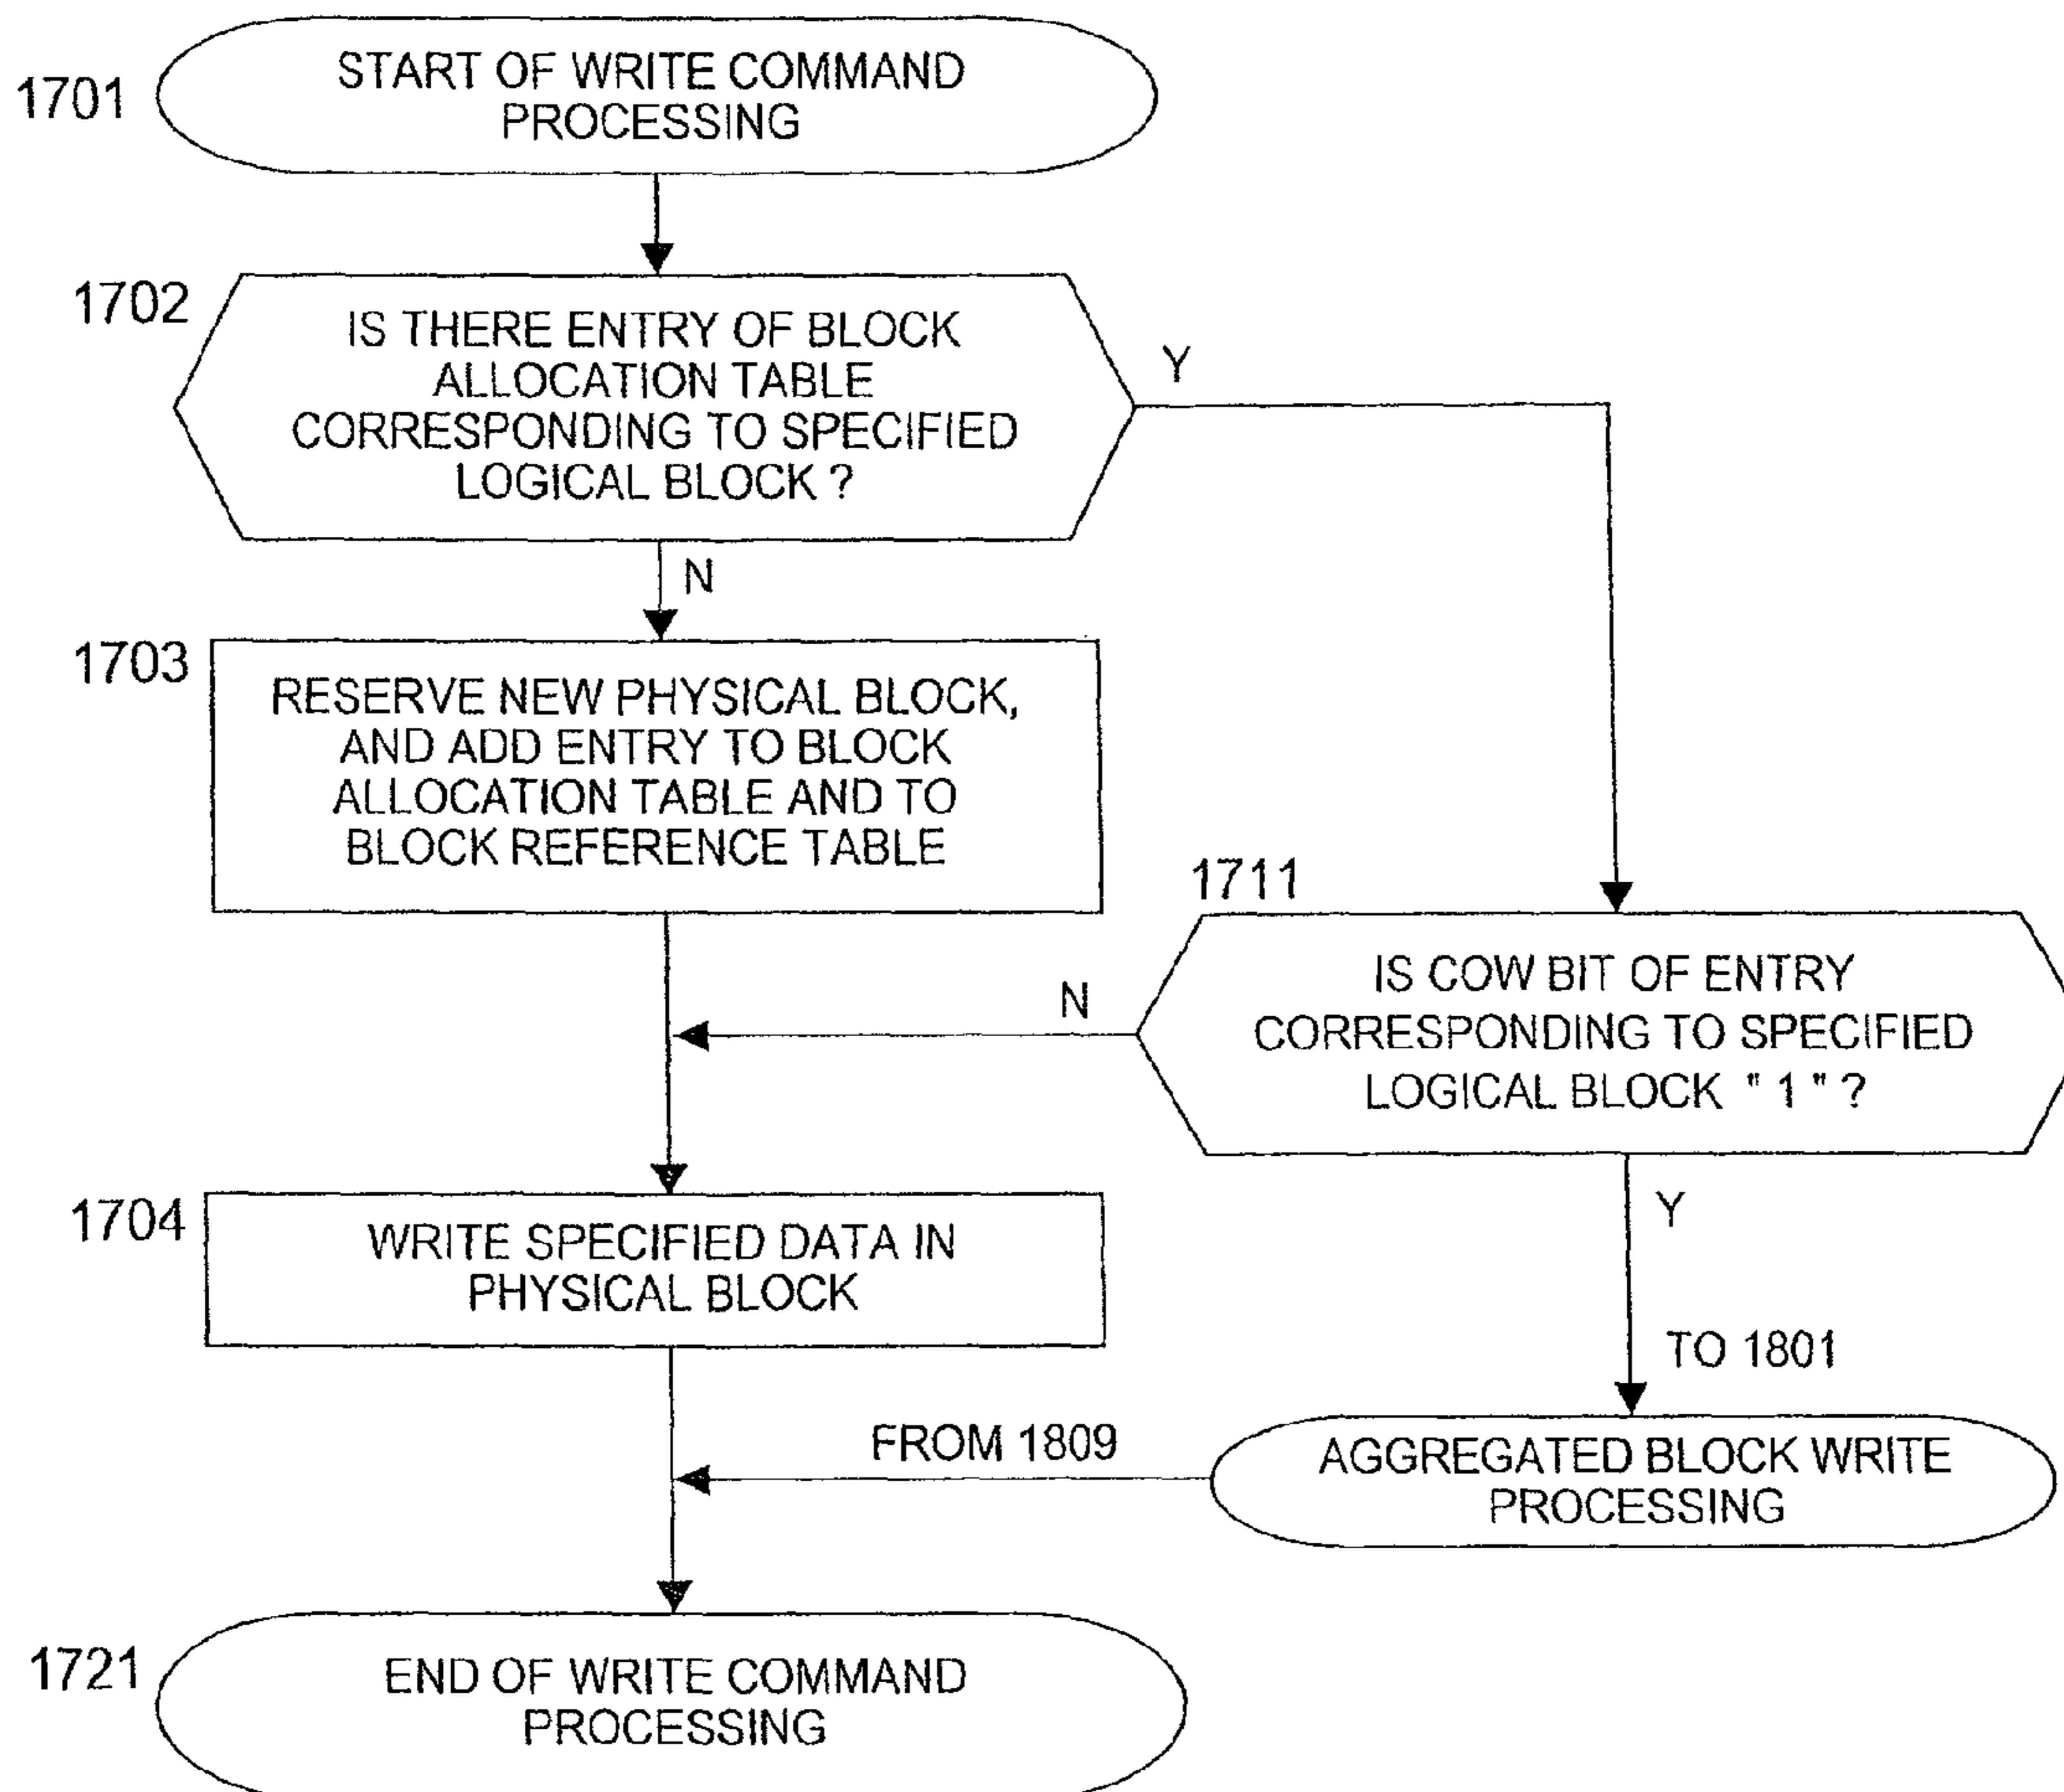 1701
START OF WRITE COMMAND
PROCESSING
1702
IS THERE ENTRY OF BLOCK
ALLOCATION TABLE
CORRESPONDING TO SPECIFIED
LOGICAL BLOCK ?
Y
N
1703
RESERVE NEW PHYSICAL BLOCK,
AND ADD ENTRY TO BLOCK
ALLOCATION TABLE AND TO
BLOCK REFERENCE TABLE
1711
IS COW BIT OF ENTRY
CORRESPONDING TO SPECIFIED
LOGICAL BLOCK " 1 " ?
N
Y
1704
WRITE SPECIFIED DATA IN
PHYSICAL BLOCK
TO 1801
FROM 1809
AGGREGATED BLOCK WRITE
PROCESSING
1721
END OF WRITE COMMAND
PROCESSING